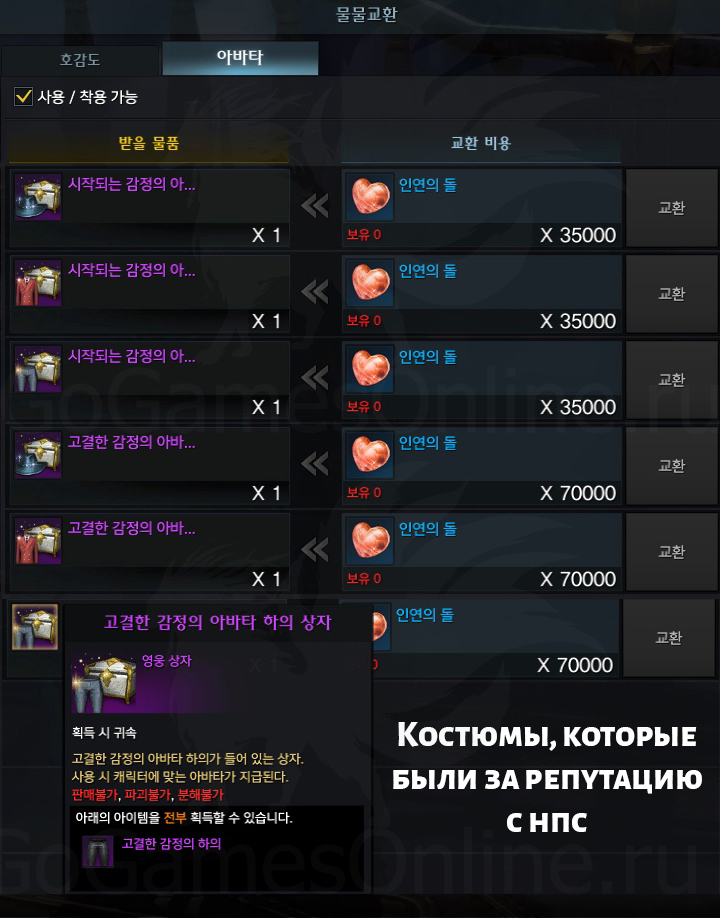 물물교환
호감도
아바타
사용 / 착용 가능
받을 물품
교환 비용
시작되는 감정의 아...
X 1
인연의 돌
보유 0
X 35000
교환
시작되는 감정의 아...
X 1
인연의 돌
보유 0
X 35000
교환
시작되는 감정의 아...
X 1
인연의 돌
보유 0
X 35000
교환
고결한 감정의 아바...
X 1
인연의 돌
보유 0
X 70000
교환
고결한 감정의 아바...
X 1
인연의 돌
보유 0
X 70000
교환
X 1
인연의 돌
0
X 70000
교환
고결한 감정의 아바타 하의 상자
영웅 상자
획득 시 귀속
고결한 감정의 아바타 하의가 들어 있는 상자.
사용 시 캐릭터에 맞는 아바타가 지급된다.
판매불가, 파괴불가, 분해불가
아래의 아이템을 전부 획득할 수 있습니다.
고결한 감정의 하의
Костюмы, которые
были за репутацию
с нпс
GoGamesOnline.ru
GoGamesOnline.ru